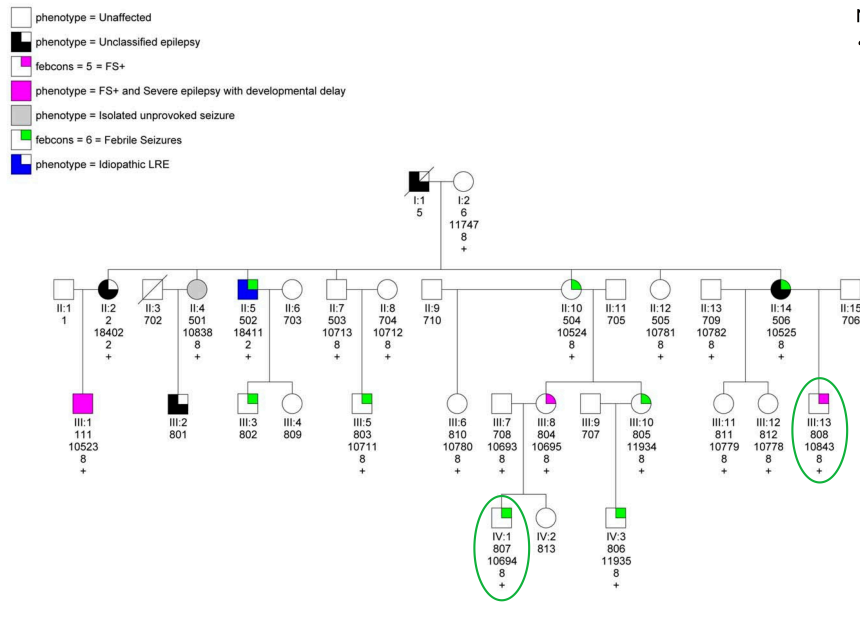 phenotype = Unaffected
phenotype = Unclassified epilepsy
febcons = 5 = FS+
phenotype = FS+ and Severe epilepsy with developmental delay
phenotype = Isolated unprovoked seizure
febcons = 6 = Febrile Seizures
phenotype = Idiopathic LRE
I:1 I:2
5 6
11747
8
+
II:1 II:2 II:3 II:4 II:5 II:6 II:7 II:8 II:9 II:10 II:11 II:12 II:13 II:14 II:15
1 2 702 501 502 703 503 704 710 504 705 505 709 506 706
18402 10838 18411 10713 10712 10524 10781 10782 10525
2 8 2 8 8 8 8 8 8
+ + + + + + + + +
III:1 III:2 III:3 III:4 III:5 III:6 III:7 III:8 III:9 III:10 III:11 III:12 III:13
111 801 802 809 803 810 708 804 707 805 811 812 808
10523 10711 10780 10693 10695 11934 10779 10778 10843
8 8 8 8 8 8 8 8 8
+ + + + + + + + +
IV:1 IV:2 IV:3
807 813 806
10694 11935
8 8
+ +